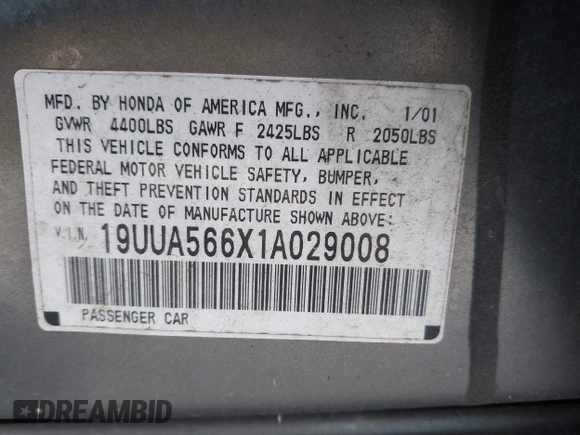 MFD. BY HONDA OF AMERICA MFG., INC. 1/01
GVWR 4400LBS GAWR F 2425LBS R 2050LBS
THIS VEHICLE CONFORMS TO ALL APPLICABLE
FEDERAL MOTOR VEHICLE SAFETY, BUMPER,
AND THEFT PREVENTION STANDARDS IN EFFECT
ON THE DATE OF MANUFACTURE SHOWN ABOVE.
V.I.N. 19UUA566X1A029008
PASSENGER CAR
DREAMBID